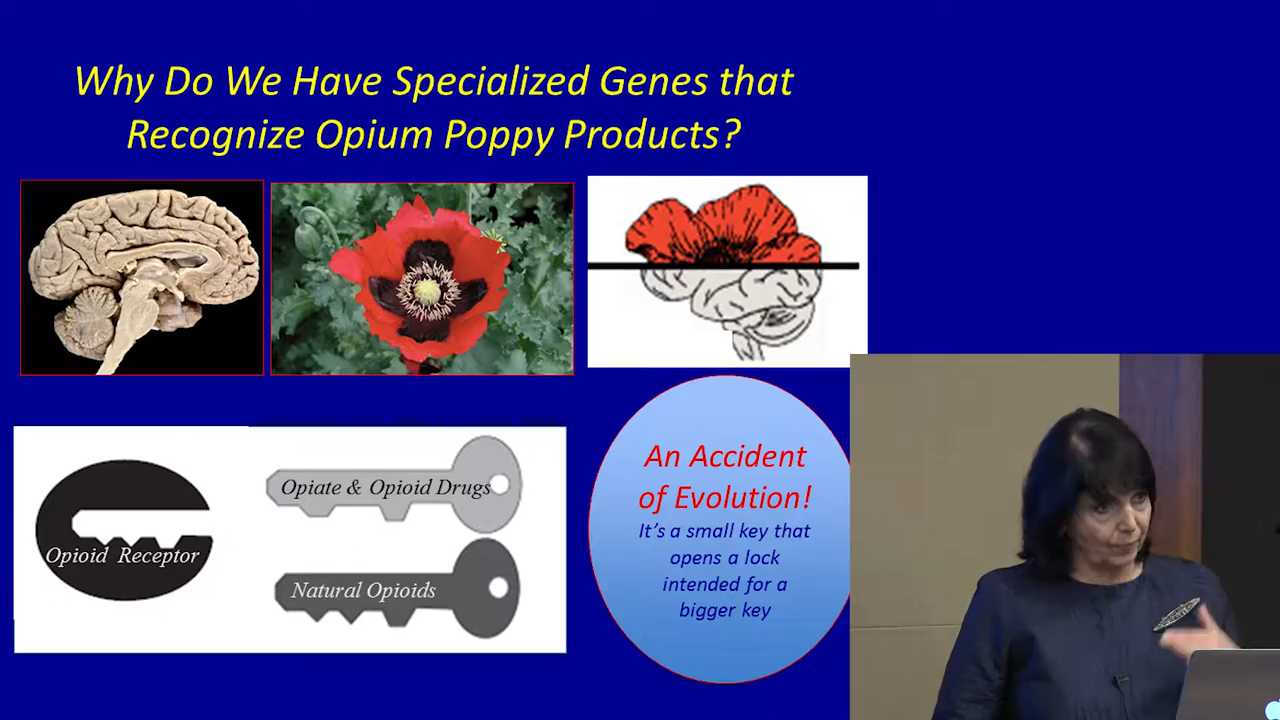 Why Do We Have Specialized Genes that
Recognize Opium Poppy Products?
Opioid Receptor
Opiate & Opioid Drugs
Natural Opioids
An Accident
of Evolution!
It's a small key that
opens a lock
intended for a
bigger key